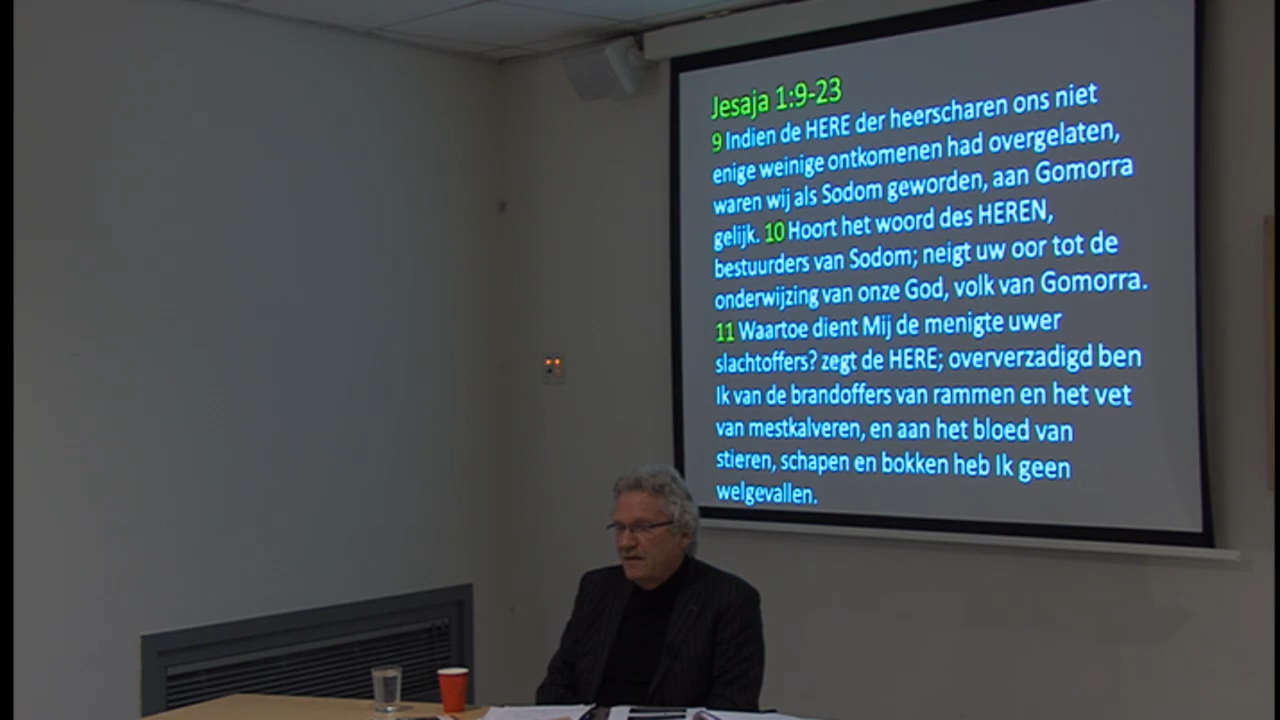 Jesaja 1:9-23
9 Indien de HERE der heerscharen ons niet
enige weinige ontkomenen had overgelaten,
waren wij als Sodom geworden, aan Gomorra
gelijk. 10 Hoort het woord des HEREN,
bestuurders van Sodom; neigt uw oor tot de
onderwijzing van onze God, volk van Gomorra.
11 Waartoe dient Mij de menigte uwer
slachtoffers? zegt de HERE; oververzadigd ben
Ik van de brandoffers van rammen en het vet
van mestkalveren, en aan het bloed van
stieren, schapen en bokken heb Ik geen
welgevallen.